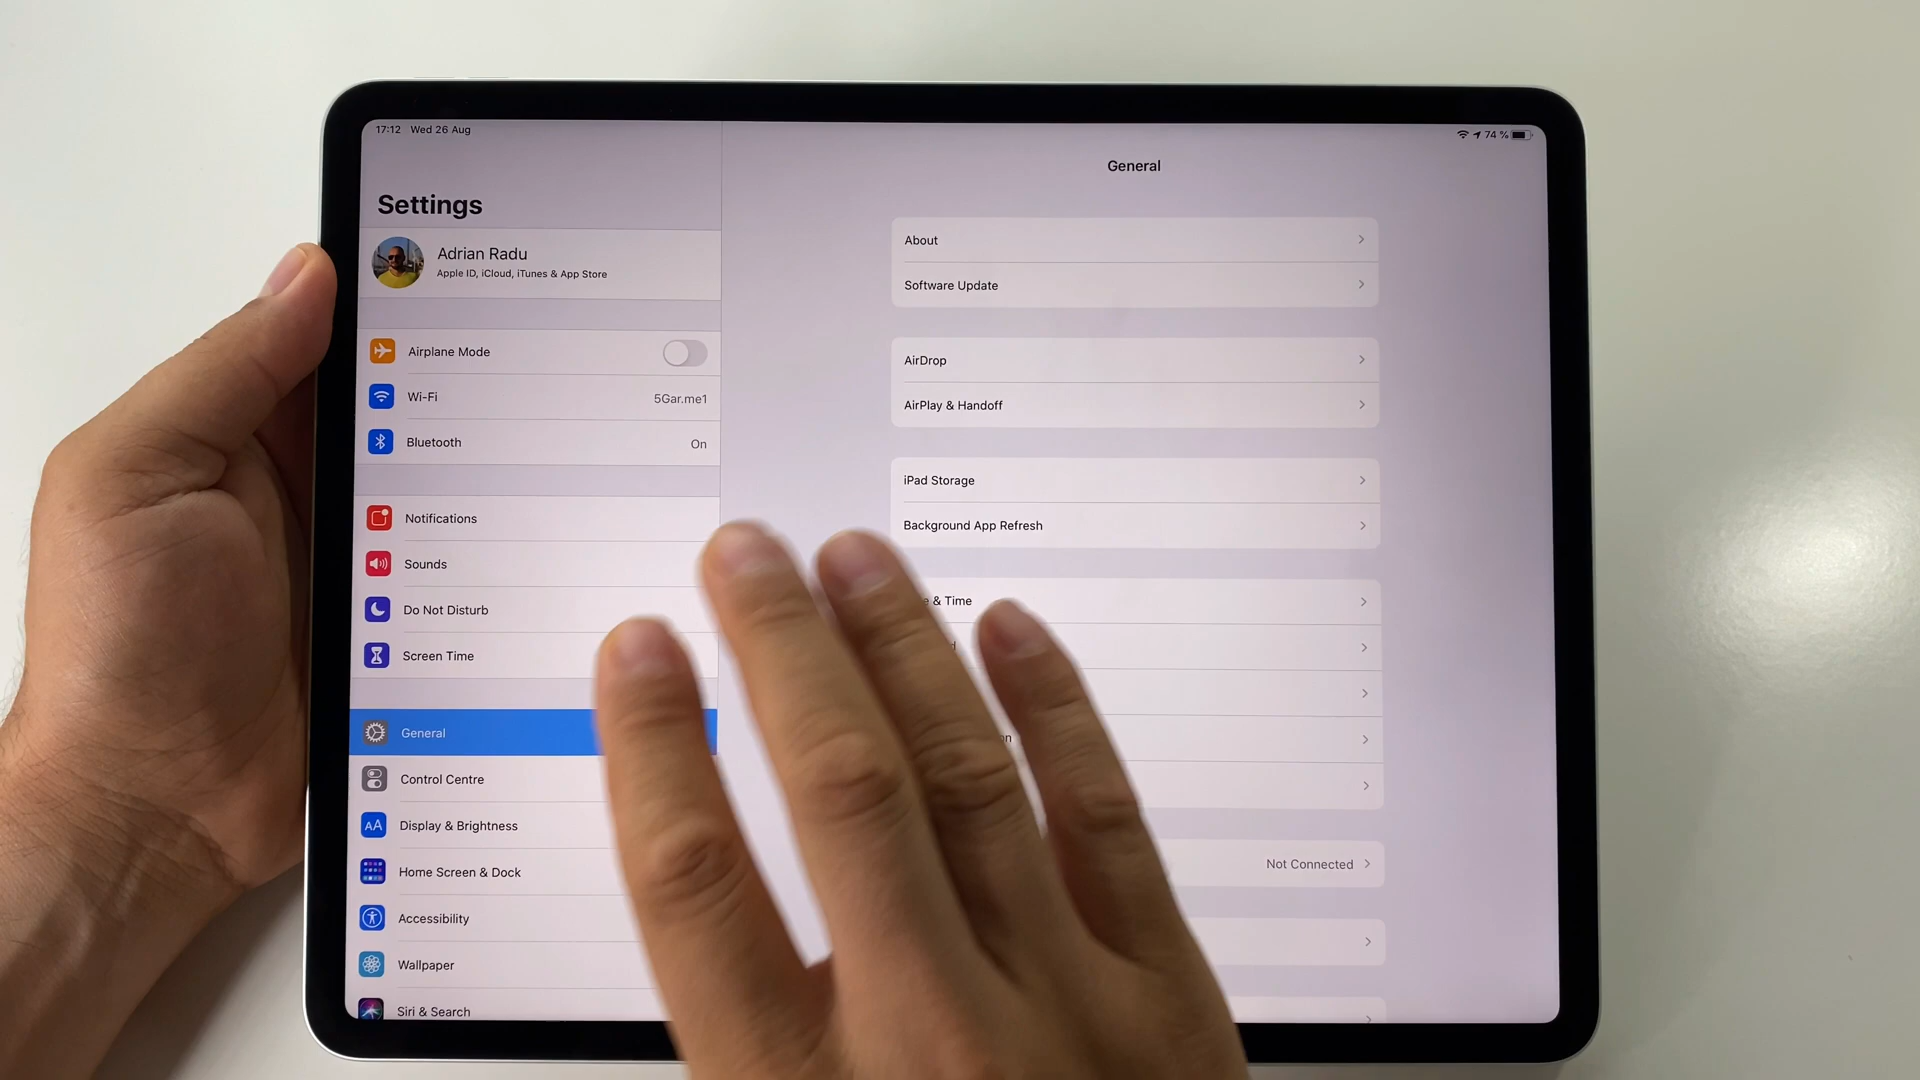 17:12 Wed 26 Aug
74 %
Settings
Adrian Radu
Apple ID, iCloud, iTunes & App Store
Airplane Mode
Wi-Fi 5Gar.me1
Bluetooth On
Notifications
Sounds
Do Not Disturb
Screen Time
General
Control Centre
AA Display & Brightness
Home Screen & Dock
Accessibility
Wallpaper
Siri & Search
General
About
Software Update
AirDrop
AirPlay & Handoff
iPad Storage
Background App Refresh
& Time
Not Connected